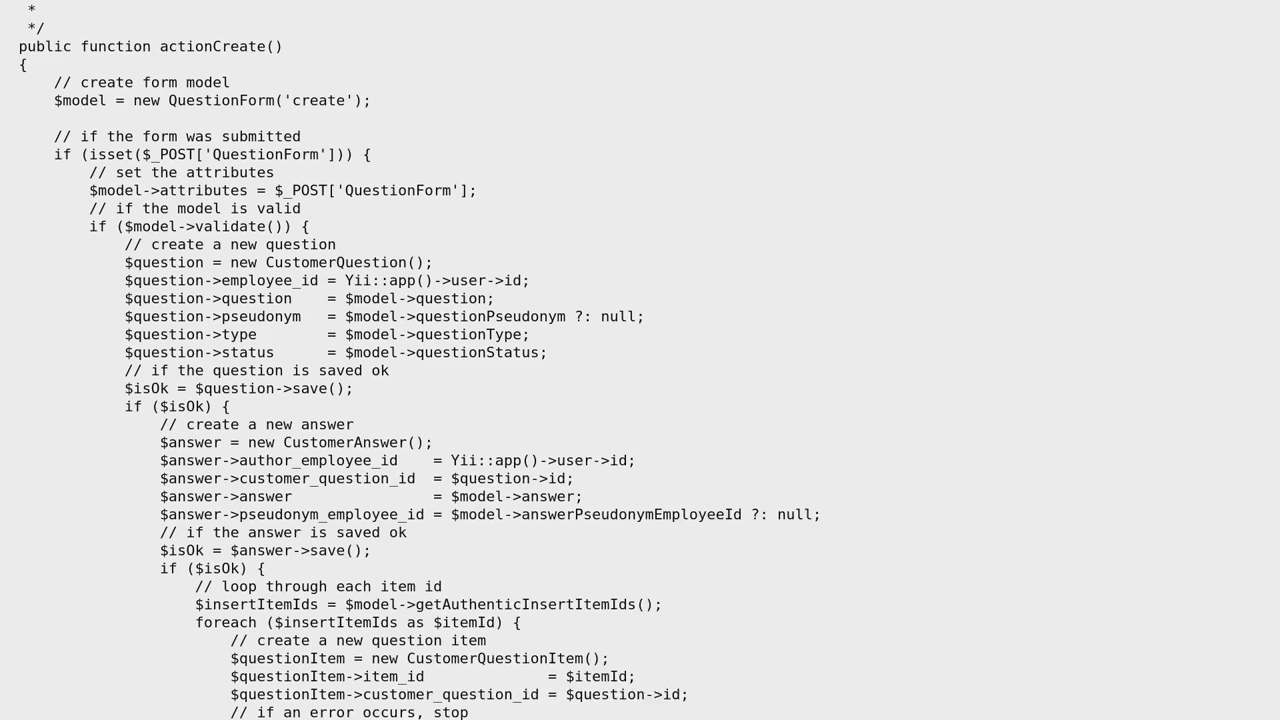 *
 */
public function actionCreate()
{
    // create form model
    $model = new QuestionForm('create');

    // if the form was submitted
    if (isset($_POST['QuestionForm'])) {
        // set the attributes
        $model->attributes = $_POST['QuestionForm'];
        // if the model is valid
        if ($model->validate()) {
            // create a new question
            $question = new CustomerQuestion();
            $question->employee_id = Yii::app()->user->id;
            $question->question    = $model->question;
            $question->pseudonym   = $model->questionPseudonym ?: null;
            $question->type        = $model->questionType;
            $question->status      = $model->questionStatus;
            // if the question is saved ok
            $isOk = $question->save();
            if ($isOk) {
                // create a new answer
                $answer = new CustomerAnswer();
                $answer->author_employee_id    = Yii::app()->user->id;
                $answer->customer_question_id  = $question->id;
                $answer->answer                = $model->answer;
                $answer->pseudonym_employee_id = $model->answerPseudonymEmployeeId ?: null;
                // if the answer is saved ok
                $isOk = $answer->save();
                if ($isOk) {
                    // loop through each item id
                    $insertItemIds = $model->getAuthenticInsertItemIds();
                    foreach ($insertItemIds as $itemId) {
                        // create a new question item
                        $questionItem = new CustomerQuestionItem();
                        $questionItem->item_id              = $itemId;
                        $questionItem->customer_question_id = $question->id;
                        // if an error occurs, stop